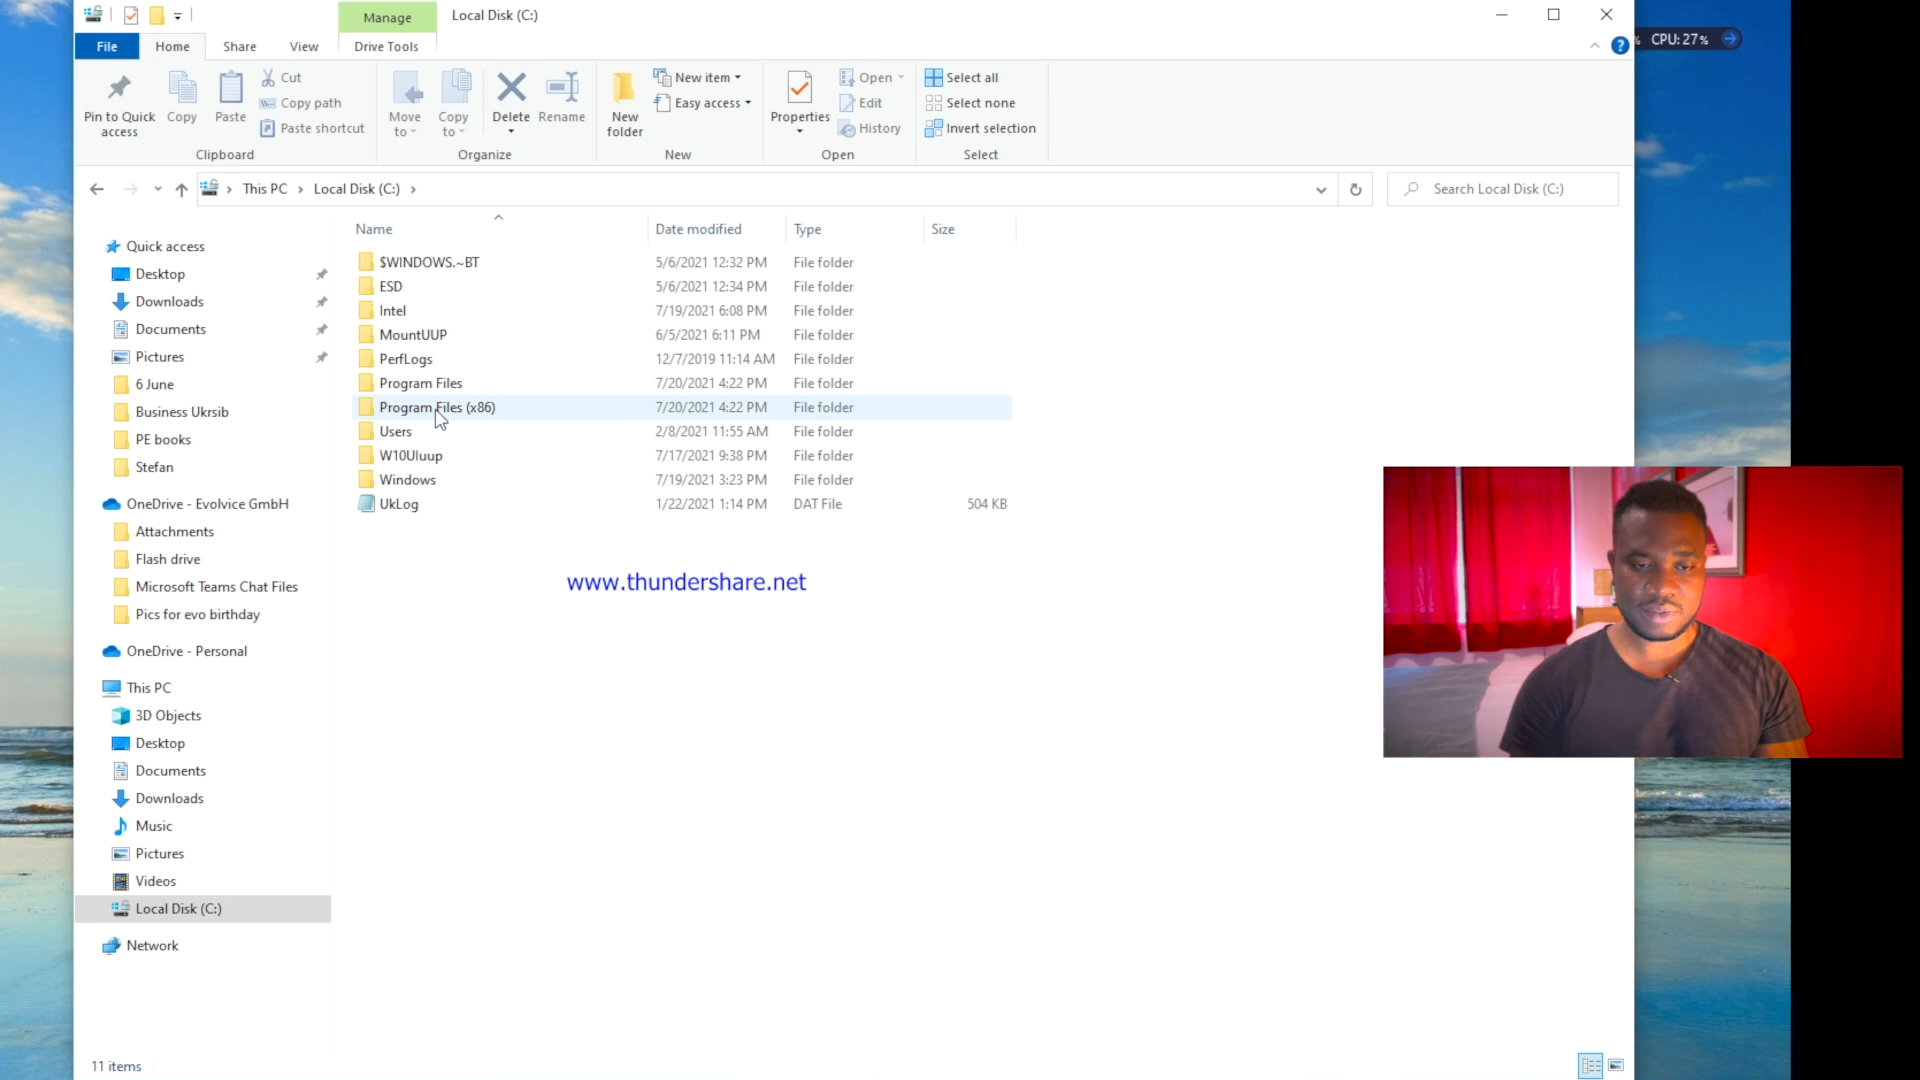 Manage
Local Disk (C:)
File
Home
Share
View
Drive Tools
CPU: 27%
Pin to Quick access
Copy
Paste
Cut
Copy path
Paste shortcut
Clipboard
Move to
Copy to
Delete
Rename
Organize
New folder
New item
Easy access
New
Properties
Open
Edit
History
Open
Select all
Select none
Invert selection
Select
This PC > Local Disk (C:) >
Search Local Disk (C:)
Name Date modified Type Size
$WINDOWS.~BT 5/6/2021 12:32 PM File folder
ESD 5/6/2021 12:34 PM File folder
Intel 7/19/2021 6:08 PM File folder
MountUUP 6/5/2021 6:11 PM File folder
PerfLogs 12/7/2019 11:14 AM File folder
Program Files 7/20/2021 4:22 PM File folder
Program Files (x86) 7/20/2021 4:22 PM File folder
Users 2/8/2021 11:55 AM File folder
W10UIuup 7/17/2021 9:38 PM File folder
Windows 7/19/2021 3:23 PM File folder
UkLog 1/22/2021 1:14 PM DAT File 504 KB
www.thundershare.net
Quick access
Desktop
Downloads
Documents
Pictures
6 June
Business Ukrsib
PE books
Stefan
OneDrive - Evolvice GmbH
Attachments
Flash drive
Microsoft Teams Chat Files
Pics for evo birthday
OneDrive - Personal
This PC
3D Objects
Desktop
Documents
Downloads
Music
Pictures
Videos
Local Disk (C:)
Network
11 items